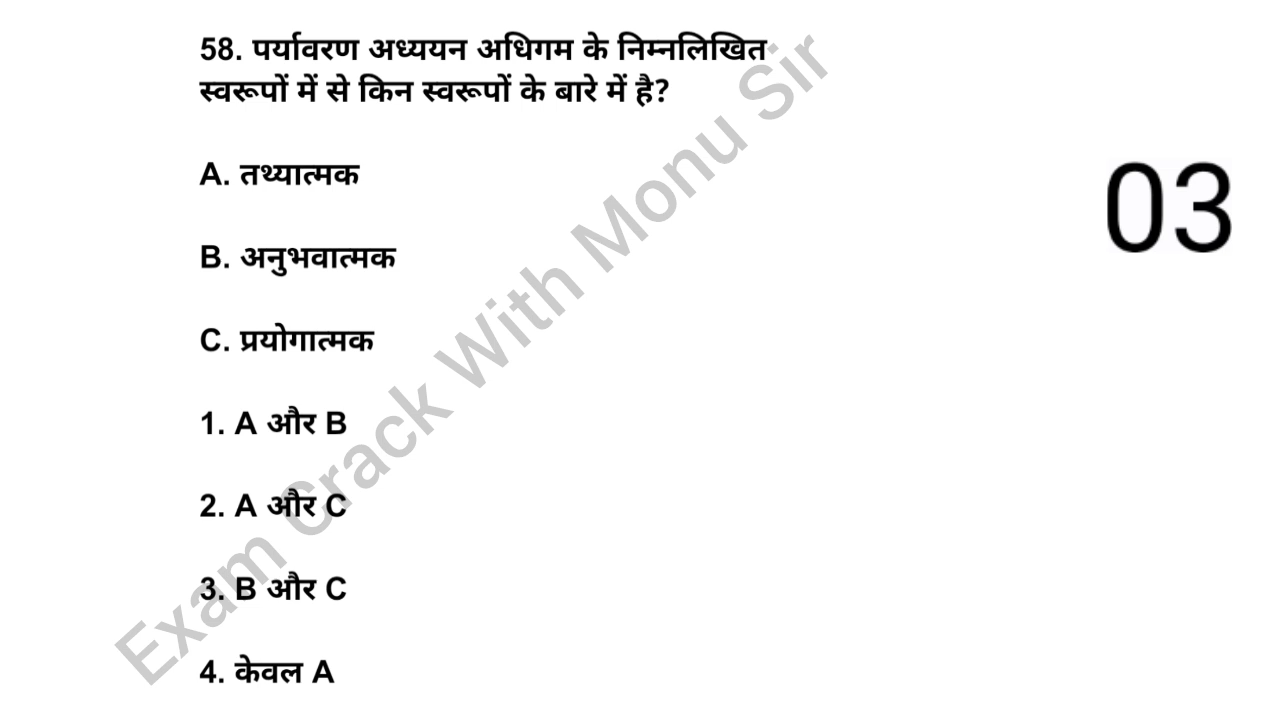 58. पर्यावरण अध्ययन अधिगम के निम्नलिखित
स्वरूपों में से किन स्वरूपों के बारे में है?
A. तथ्यात्मक
03
B. अनुभवात्मक
C. प्रयोगात्मक
1. A और B
2. A और C
3. B और C
4. केवल A
Exam Crack With Monu Sir